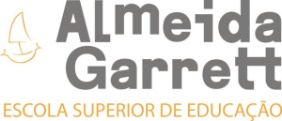 Almeida
Garrett
ESCOLA SUPERIOR DE EDUCAÇÃO